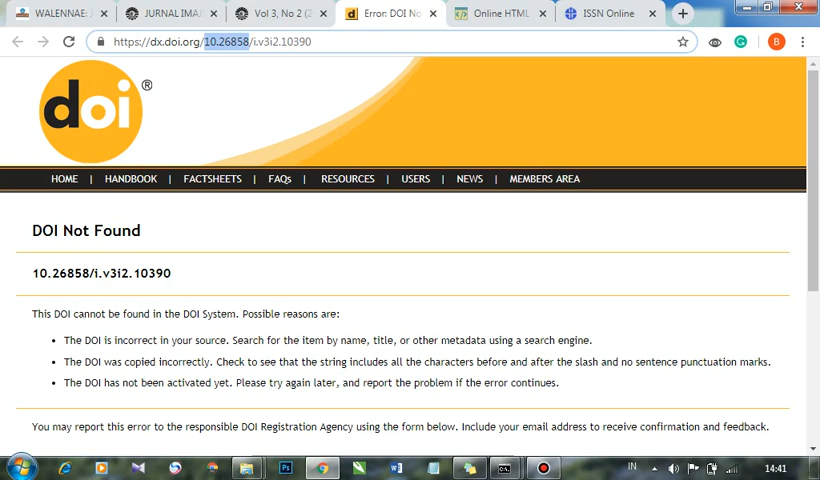 WALENNAE: J
JURNAL IMAJ
Vol 3, No 2 (2
Error: DOI No
Online HTML
ISSN Online
https://dx.doi.org/10.26858/i.v3i2.10390
B
doi®
HOME | HANDBOOK | FACTSHEETS | FAQs | RESOURCES | USERS | NEWS | MEMBERS AREA
DOI Not Found
10.26858/i.v3i2.10390
This DOI cannot be found in the DOI System. Possible reasons are:
• The DOI is incorrect in your source. Search for the item by name, title, or other metadata using a search engine.
• The DOI was copied incorrectly. Check to see that the string includes all the characters before and after the slash and no sentence punctuation marks.
• The DOI has not been activated yet. Please try again later, and report the problem if the error continues.
You may report this error to the responsible DOI Registration Agency using the form below. Include your email address to receive confirmation and feedback.
Ps
IN
14:41